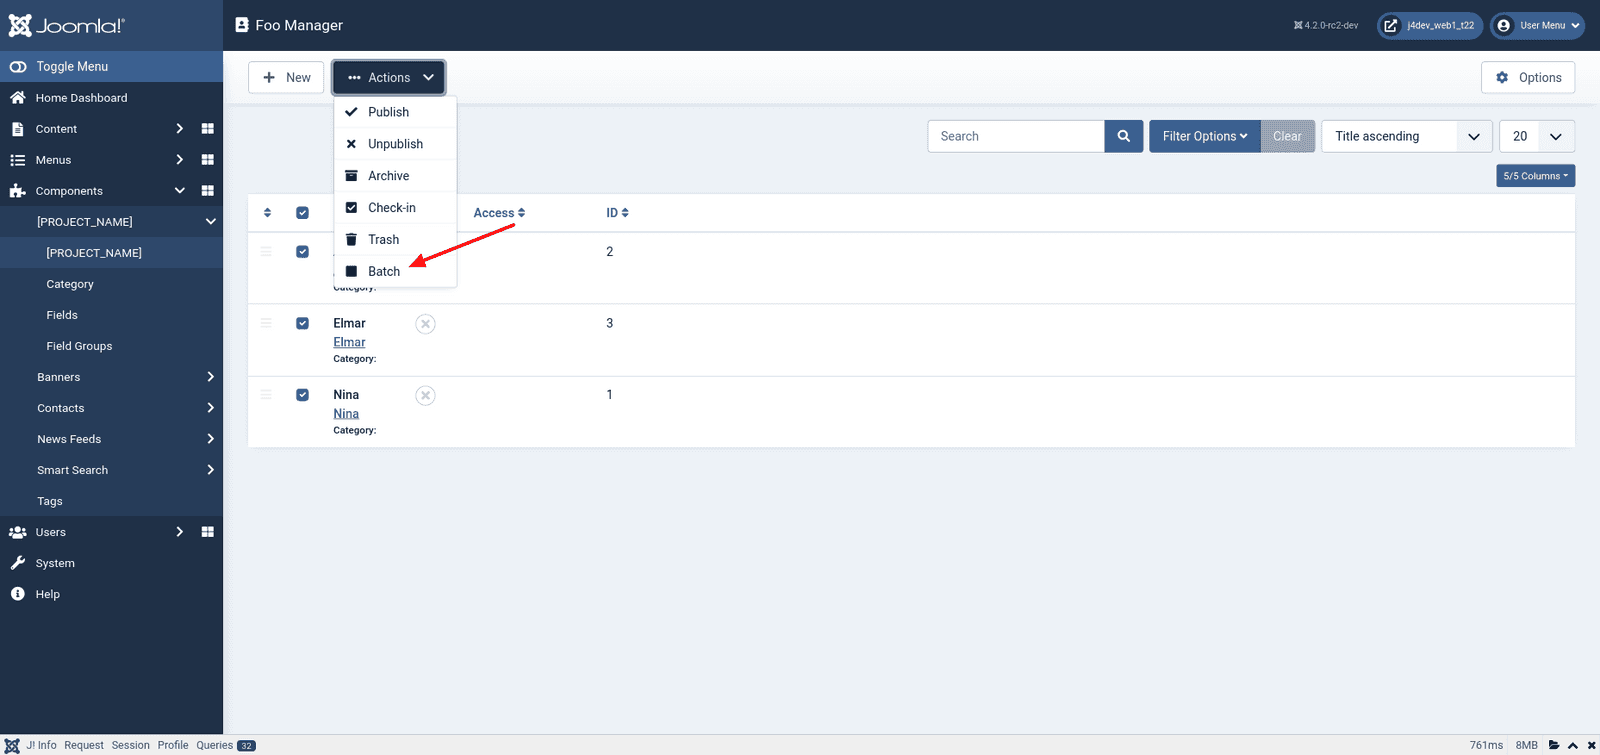 Joomla!
Foo Manager
4.2.0-rc2-dev
j4dev_web1_t22
User Menu
Toggle Menu
Home Dashboard
Content
Menus
Components
[PROJECT_NAME]
[PROJECT_NAME]
Category
Fields
Field Groups
Banners
Contacts
News Feeds
Smart Search
Tags
Users
System
Help
New
Actions
Options
Publish
Unpublish
Archive
Check-in
Trash
Batch
Search
Filter Options
Clear
Title ascending
20
5/5 Columns
Access
ID
2
Category:
Elmar
3
Elmar
Category:
Nina
1
Nina
Category:
J! Info Request Session Profile Queries 32
761ms 8MB